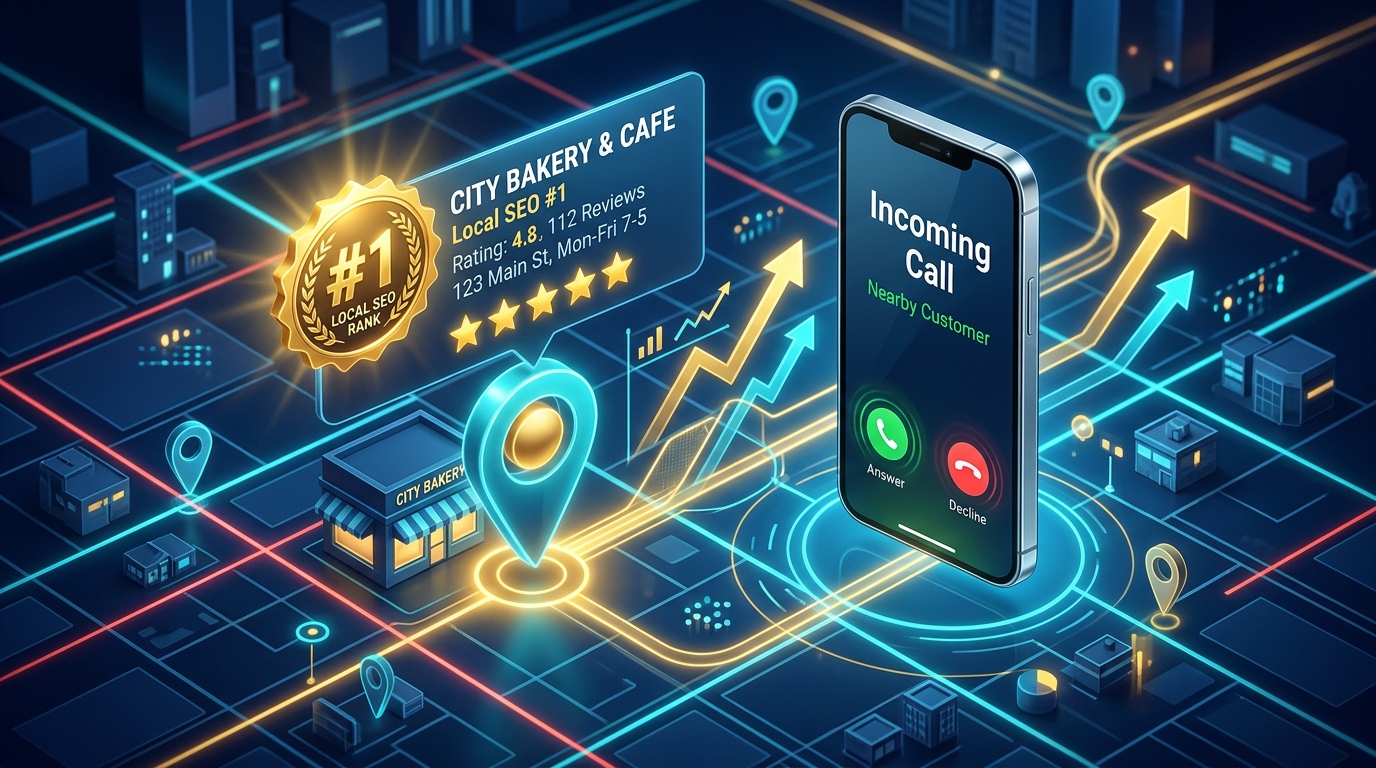 CITY BAKERY & CAFE
Local SEO #1
Rating: 4.8, 112 Reviews
123 Main St, Mon-Fri 7-5
#1
LOCAL SEO
RANK
CITY BAKERY
Incoming
Call
Nearby Customer
Answer
Decline